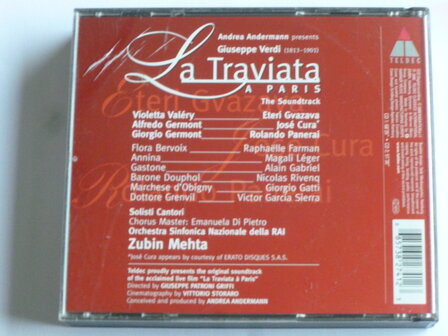 Andrea Andermann presents
Giuseppe Verdi (1813-1901)
La Traviata
A PARIS
The Soundtrack
Violetta Valéry Eteri Gvazava
Alfredo Germont José Cura*
Giorgio Germont Rolando Panerai
Flora Bervoix Raphaëlle Farman
Annina Magali Léger
Gastone Alain Gabriel
Barone Douphol Nicolas Rivenq
Marchese d'Obigny Giorgio Gatti
Dottore Grenvil Victor Garcia Sierra
Solisti Cantori
Chorus Master: Emanuela Di Pietro
Orchestra Sinfonica Nazionale della RAI
Zubin Mehta
*José Cura appears by courtesy of ERATO DISQUES S.A.S.
Teldec proudly presents the original soundtrack
of the acclaimed live film "La Traviata à Paris"
Directed by GIUSEPPE PATRONI GRIFFI
Cinematography by VITTORIO STORARO
Conceived and produced by ANDREA ANDERMANN
TELDEC
Eteri Gvazava
Cura